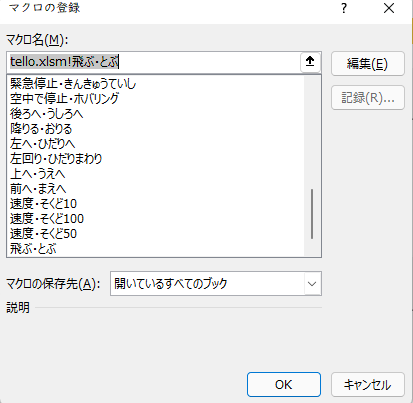 マクロの登録
?
マクロ名(M):
tello.xlsm!飛ぶ・とぶ
編集(E)
記録(R)...
緊急停止・きんきゅうていし
空中で停止・ホバリング
後ろへ・うしろへ
降りる・おりる
左へ・ひだりへ
左回り・ひだりまわり
上へ・うえへ
前へ・まえへ
速度・そくど10
速度・そくど100
速度・そくど50
飛ぶ・とぶ
マクロの保存先(A):
開いているすべてのブック
説明
OK
キャンセル